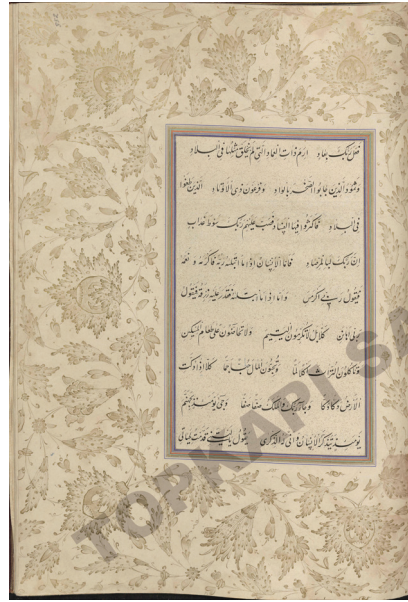 فعل ربك بعاد ارم ذات العماد التي لم يخلق مثلها في البلاد
وثمود الذين جابوا الصخر بالواد وفرعون ذي الاوتاد الذين طغوا
في البلاد فاكثروا فيها الفساد فصب عليهم ربك سوط عذاب
ان ربك لبالمرصاد فاما الانسان اذا ما ابتليه ربه فاكرمه و نعمه
فيقول ربي اكرمن واما اذا ما ابتليه فقدر عليه رزقه فيقول
ربي اهانن كلا بل لا تكرمون اليتيم ولا تحاضون على طعام المسكين
وتاكلون التراث اكلا لما وتحبون المال حبا جما كلا اذا دكت
الارض دكا دكا وجاء ربك والملك صفا صفا وجئ يومئذ بجهنم
يومئذ يتذكر الانسان وانى له الذكرى يقول يا ليتني قدمت لحياتي
TOPKAPI SA